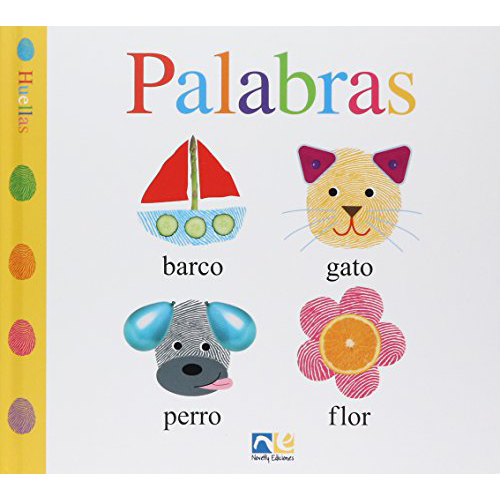 Huellas
Palabras
barco
gato
perro
flor
Novelty Ediciones